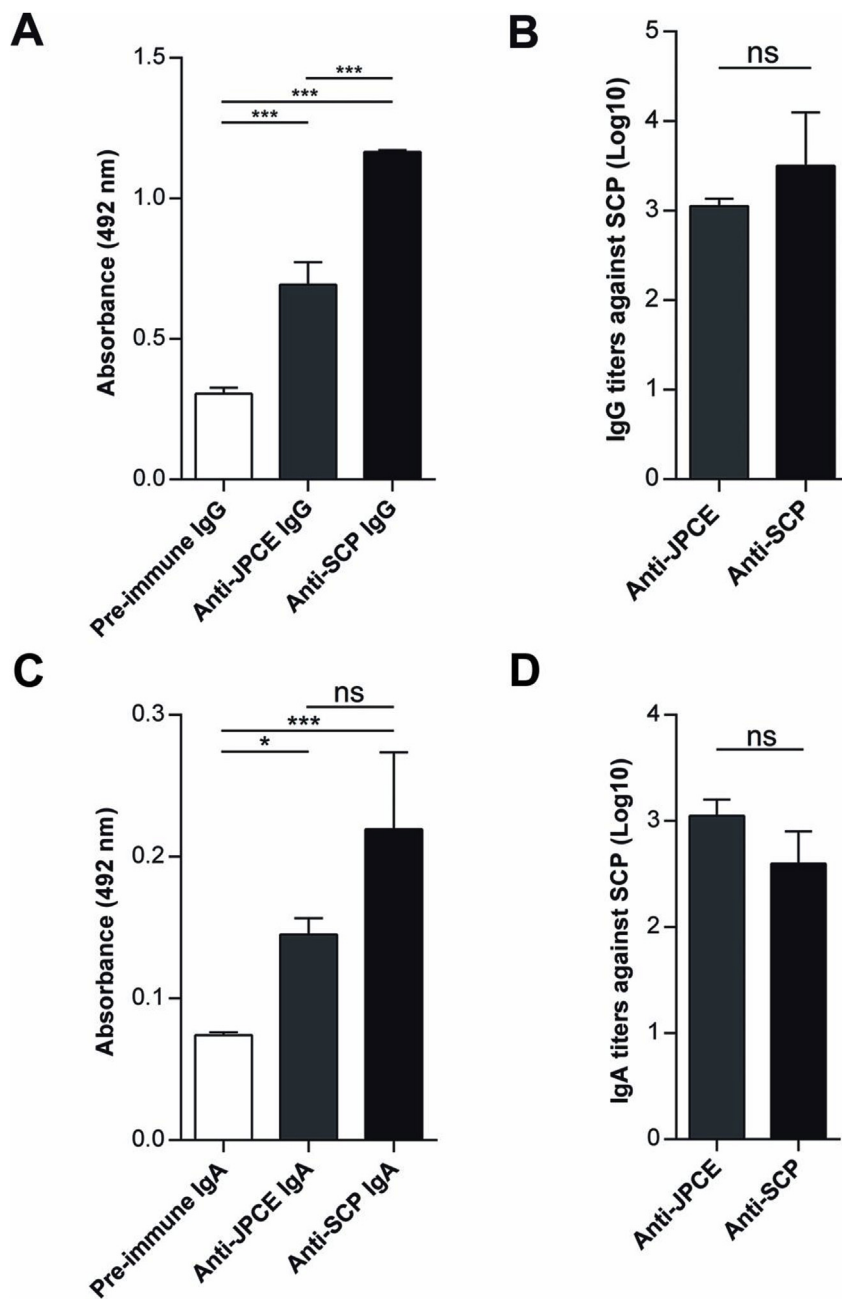 A
Absorbance (492 nm)
1.5
1.0
0.5
0.0
***
***
***
Pre-immune IgG
Anti-JPCE IgG
Anti-SCP IgG
B
IgG titers against SCP (Log10)
5
4
3
2
1
0
ns
Anti-JPCE
Anti-SCP
C
Absorbance (492 nm)
0.3
0.2
0.1
0.0
ns
***
*
Pre-immune IgA
Anti-JPCE IgA
Anti-SCP IgA
D
IgA titers against SCP (Log10)
4
3
2
1
0
ns
Anti-JPCE
Anti-SCP